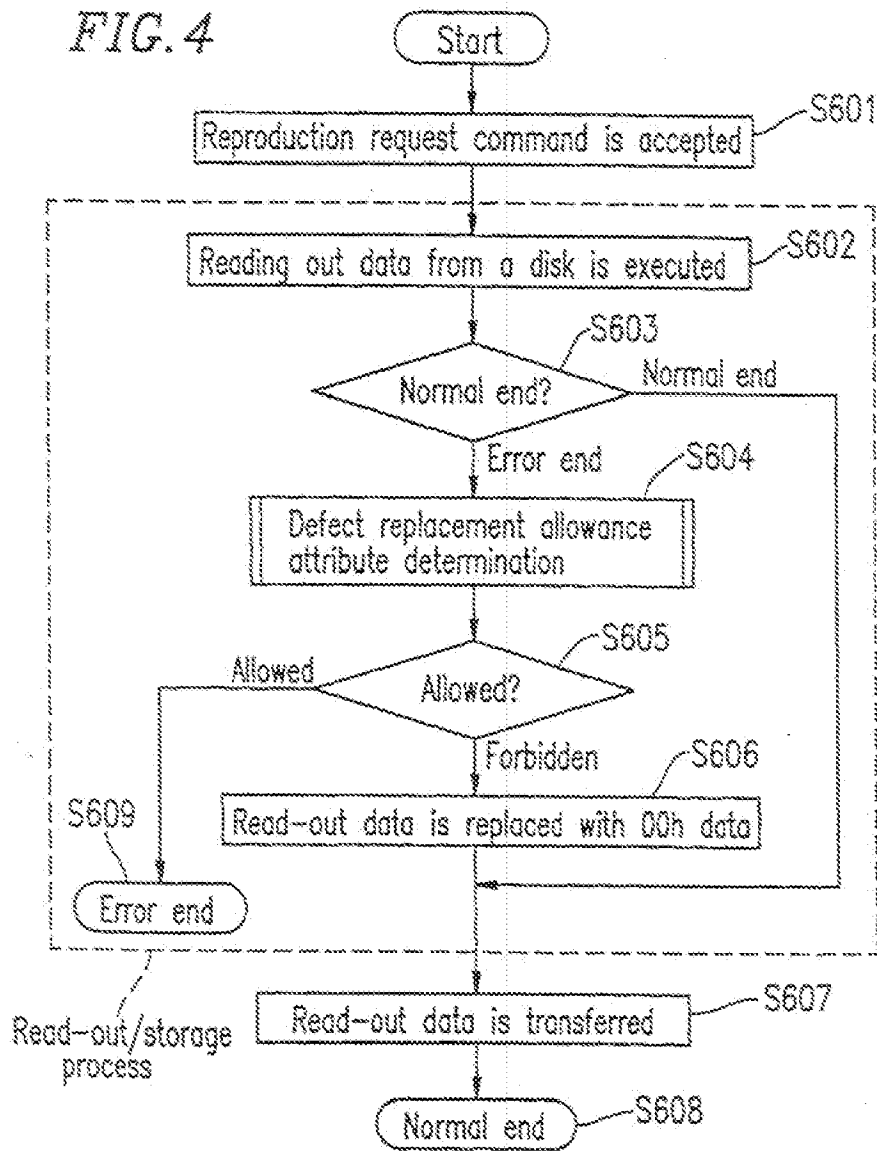 FIG. 4
Start
Reproduction request command is accepted
S601
Reading out data from a disk is executed
S602
S603
Normal end?
Normal end
Error end
S604
Defect replacement allowance
attribute determination
S605
Allowed
Allowed?
Forbidden
S606
Read-out data is replaced with 00h data
S609
Error end
Read-out/storage
process
S607
Read-out data is transferred
Normal end
S608